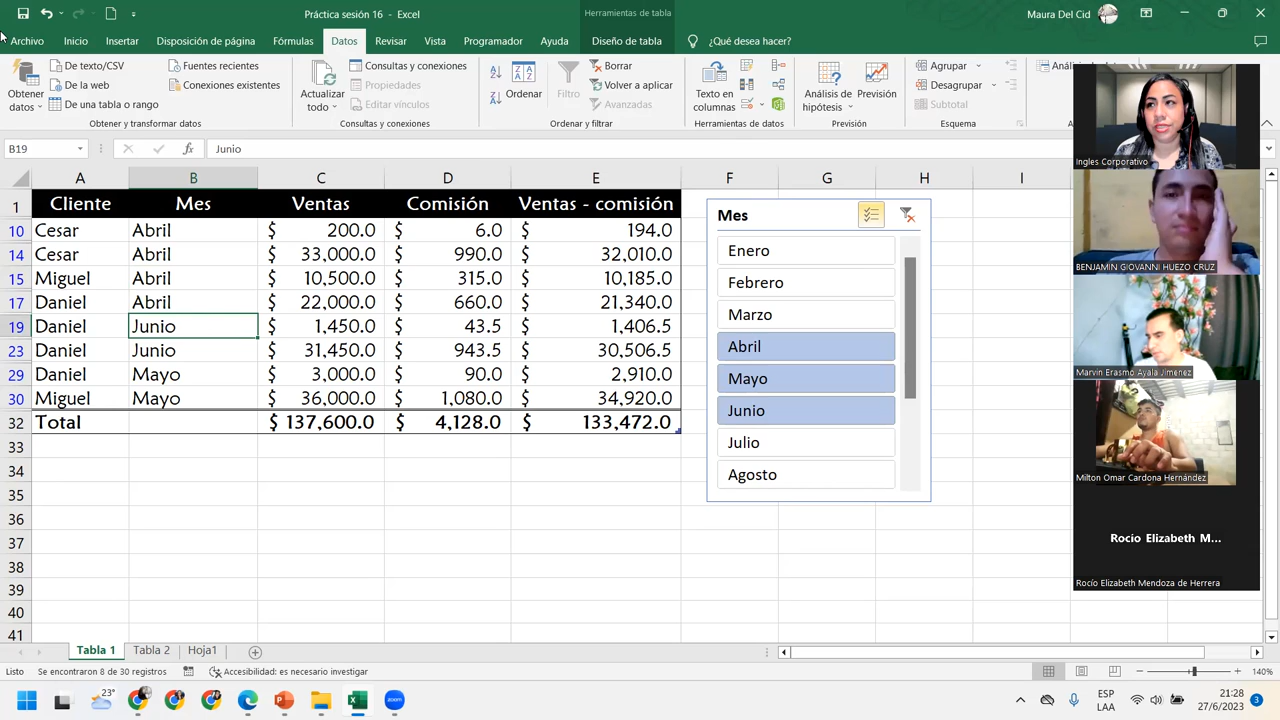 Práctica sesión 16 - Excel
Herramientas de tabla
Maura Del Cid
Archivo Inicio Insertar Disposición de página Fórmulas Datos Revisar Vista Programador Ayuda Diseño de tabla ¿Qué desea hacer?
Obtener datos
De texto/CSV
De la web
De una tabla o rango
Fuentes recientes
Conexiones existentes
Obtener y transformar datos
Actualizar todo
Consultas y conexiones
Propiedades
Editar vínculos
Consultas y conexiones
Ordenar
Filtro
Borrar
Volver a aplicar
Avanzadas
Ordenar y filtrar
Texto en columnas
Herramientas de datos
Análisis de hipótesis
Previsión
Previsión
Agrupar
Desagrupar
Subtotal
Esquema
B19 fx Junio
A B C D E F G H I
1 Cliente Mes Ventas Comisión Ventas - comisión
10 Cesar Abril $ 200.0 $ 6.0 $ 194.0
14 Cesar Abril $ 33,000.0 $ 990.0 $ 32,010.0
15 Miguel Abril $ 10,500.0 $ 315.0 $ 10,185.0
17 Daniel Abril $ 22,000.0 $ 660.0 $ 21,340.0
19 Daniel Junio $ 1,450.0 $ 43.5 $ 1,406.5
23 Daniel Junio $ 31,450.0 $ 943.5 $ 30,506.5
29 Daniel Mayo $ 3,000.0 $ 90.0 $ 2,910.0
30 Miguel Mayo $ 36,000.0 $ 1,080.0 $ 34,920.0
32 Total $ 137,600.0 $ 4,128.0 $ 133,472.0
33
34
35
36
37
38
39
40
41
Mes
Enero
Febrero
Marzo
Abril
Mayo
Junio
Julio
Agosto
Ingles Corporativo
BENJAMIN GIOVANNI HUEZO CRUZ
Marvin Erasmo Ayala Jiménez
Milton Omar Cardona Hernández
Rocío Elizabeth M...
Rocío Elizabeth Mendoza de Herrera
Tabla 1 Tabla 2 Hoja1
Listo Se encontraron 8 de 30 registros Accesibilidad: es necesario investigar 140%
23° zoom ESP LAA 21:28 27/6/2023 3